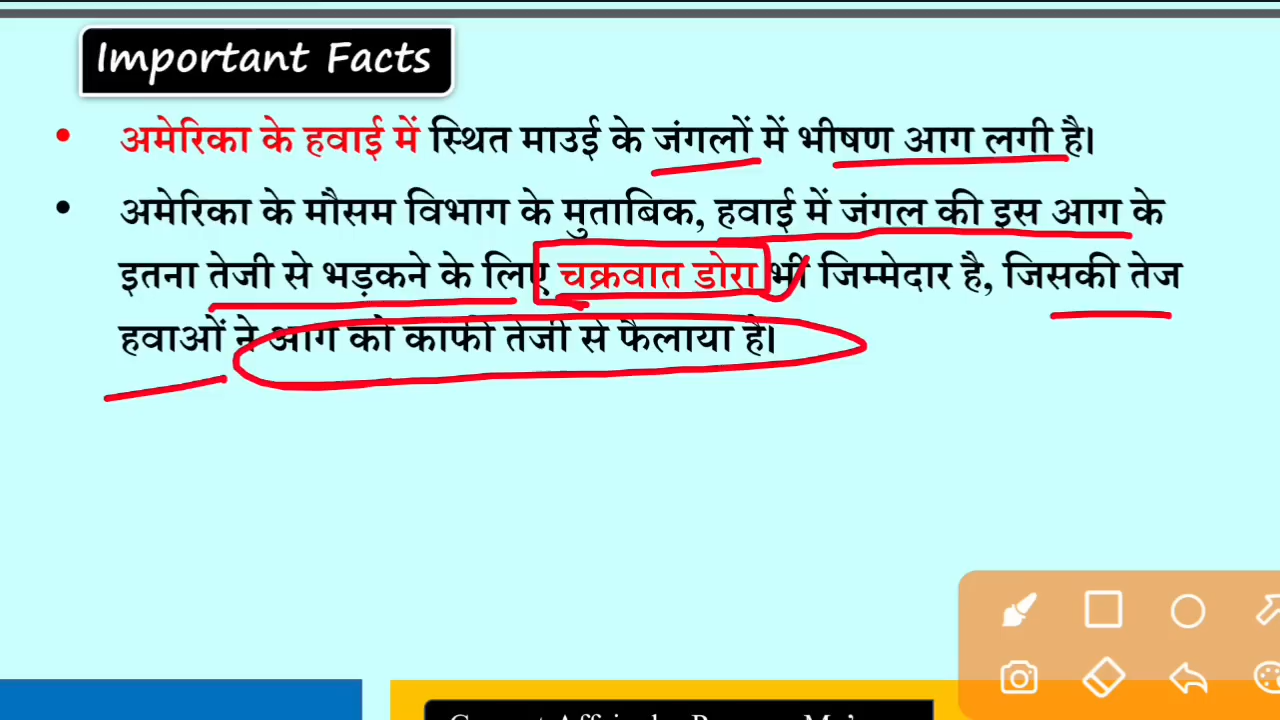 Important Facts
• अमेरिका के हवाई में स्थित माउई के जंगलों में भीषण आग लगी है।
• अमेरिका के मौसम विभाग के मुताबिक, हवाई में जंगल की इस आग के
इतना तेजी से भड़कने के लिए चक्रवात डोरा भी जिम्मेदार है, जिसकी तेज
हवाओं ने आग को काफी तेजी से फैलाया है।